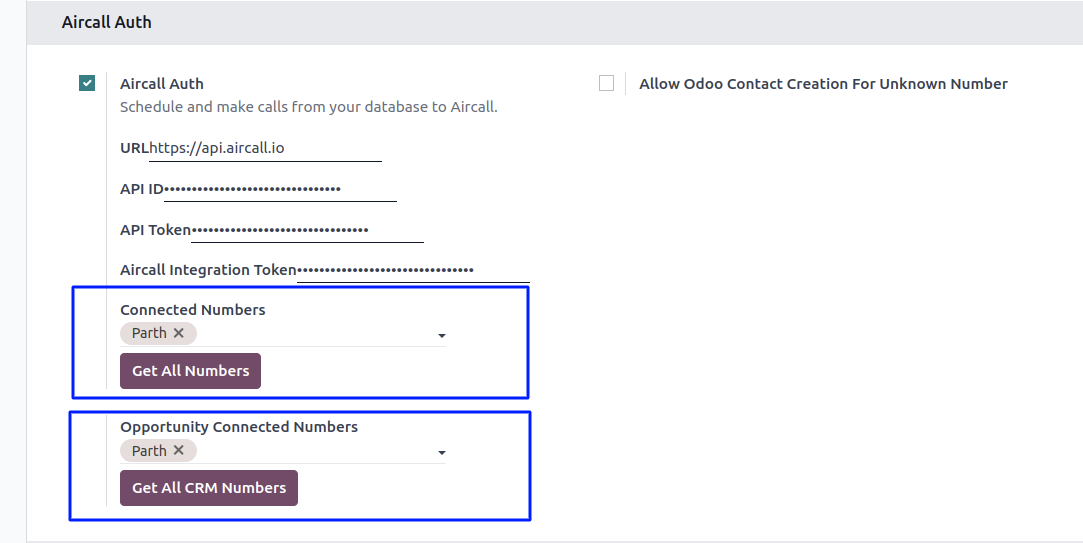 Aircall Auth
Aircall Auth
Schedule and make calls from your database to Aircall.
URLhttps://api.aircall.io
API ID••••••••••••••••••••••••••••••••
API Token••••••••••••••••••••••••••••••••
Aircall Integration Token••••••••••••••••••••••••••••••••
Connected Numbers
Parth ✕
Get All Numbers
Opportunity Connected Numbers
Parth ✕
Get All CRM Numbers
Allow Odoo Contact Creation For Unknown Number